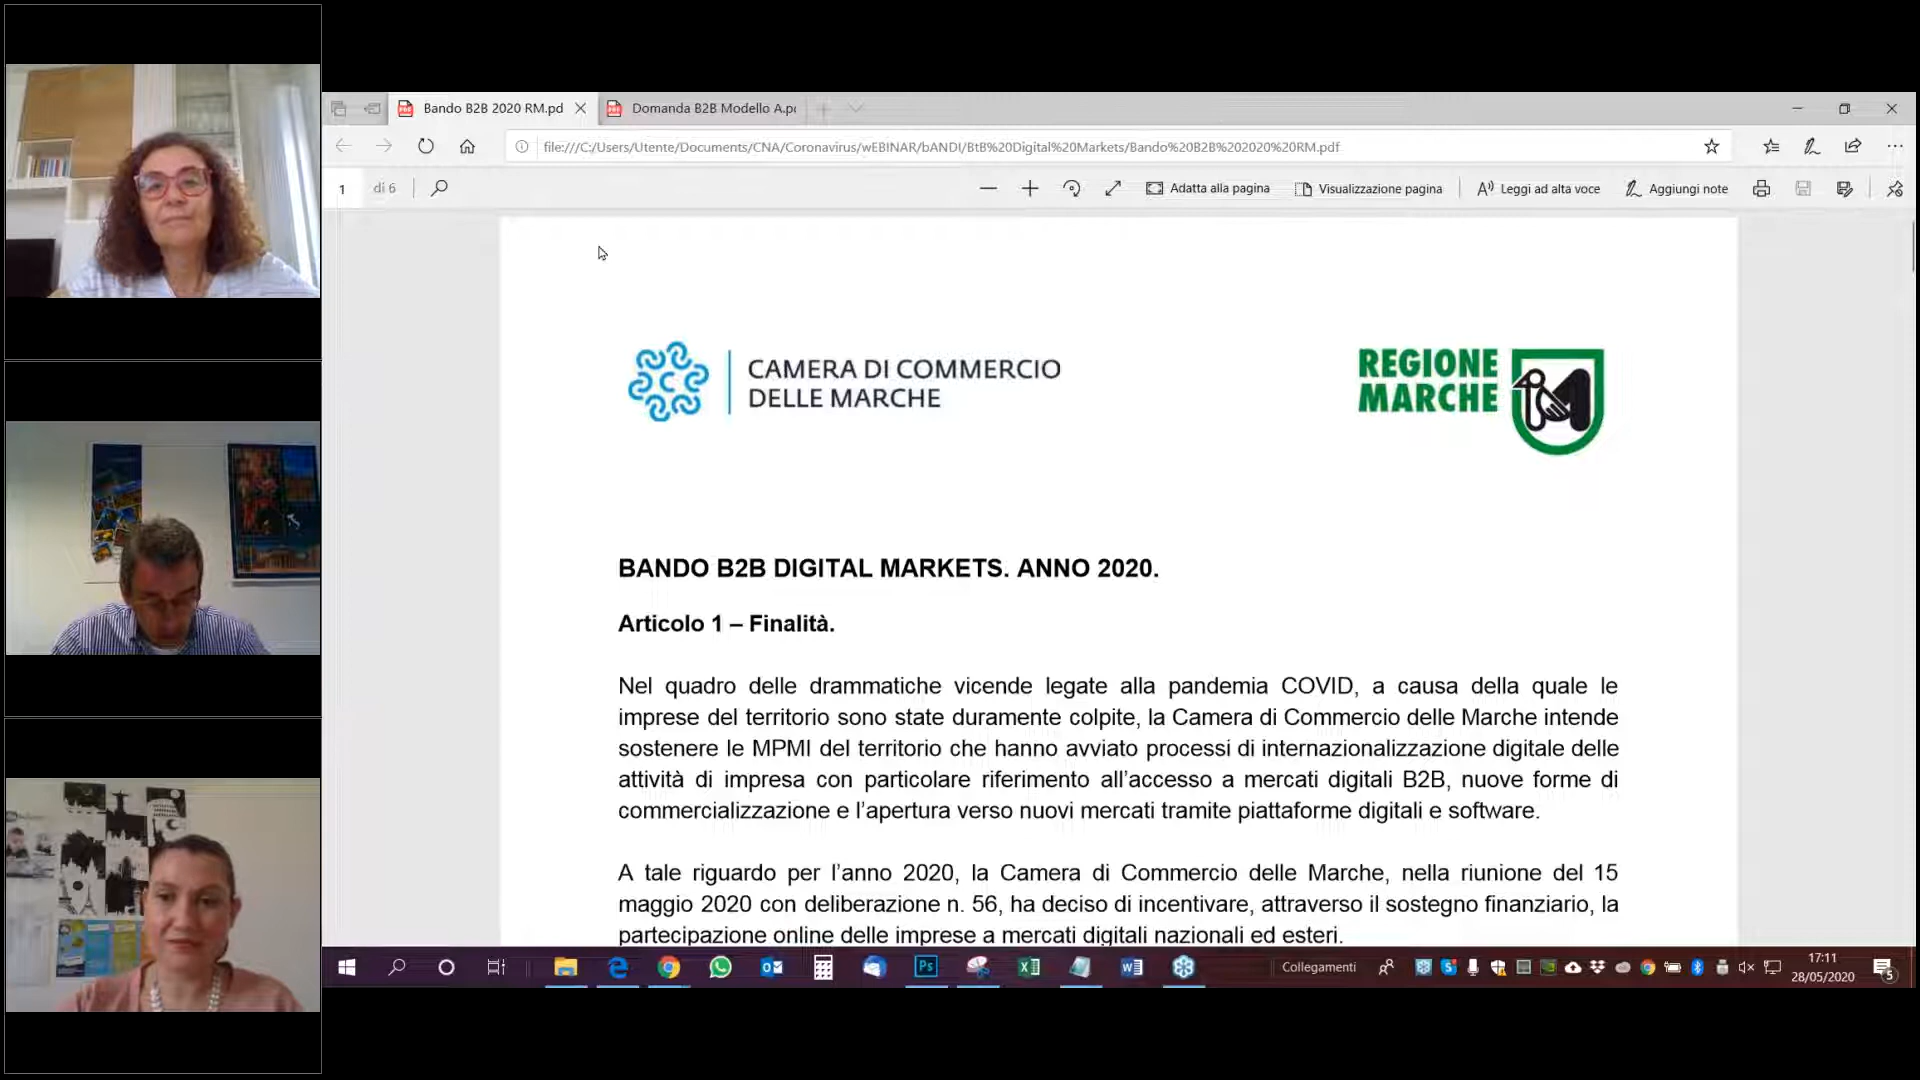 Bando B2B 2020 RM.pd
Domanda B2B Modello A.pd
file:///C:/Users/Utente/Documents/CNA/Coronavirus/wEBINAR/bANDI/BtB%20Digital%20Markets/Bando%20B2B%202020%20RM.pdf
1 di 6 Adatta alla pagina Visualizzazione pagina Leggi ad alta voce Aggiungi note
CAMERA DI COMMERCIO
DELLE MARCHE
REGIONE
MARCHE
BANDO B2B DIGITAL MARKETS. ANNO 2020.
Articolo 1 – Finalità.
Nel quadro delle drammatiche vicende legate alla pandemia COVID, a causa della quale le
imprese del territorio sono state duramente colpite, la Camera di Commercio delle Marche intende
sostenere le MPMI del territorio che hanno avviato processi di internazionalizzazione digitale delle
attività di impresa con particolare riferimento all’accesso a mercati digitali B2B, nuove forme di
commercializzazione e l’apertura verso nuovi mercati tramite piattaforme digitali e software.
A tale riguardo per l’anno 2020, la Camera di Commercio delle Marche, nella riunione del 15
maggio 2020 con deliberazione n. 56, ha deciso di incentivare, attraverso il sostegno finanziario, la
partecipazione online delle imprese a mercati digitali nazionali ed esteri.
Collegamenti
17:11
28/05/2020
5